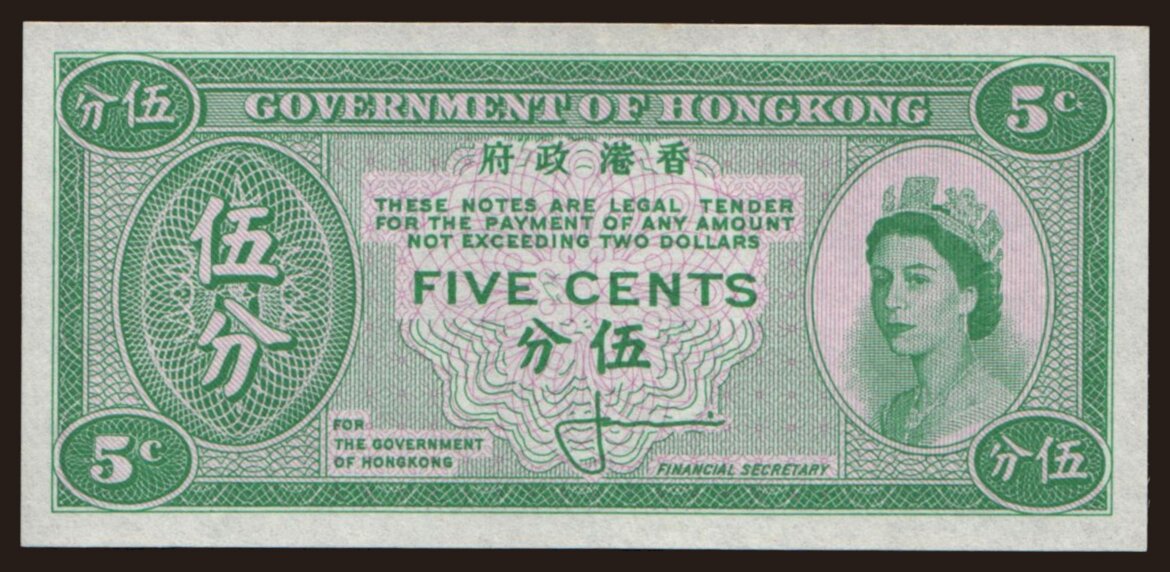 分伍
GOVERNMENT OF HONGKONG
5c
府政港香
THESE NOTES ARE LEGAL TENDER
FOR THE PAYMENT OF ANY AMOUNT
NOT EXCEEDING TWO DOLLARS
伍分
FIVE CENTS
分伍
FOR
THE GOVERNMENT
OF HONGKONG
FINANCIAL SECRETARY
5c
分伍